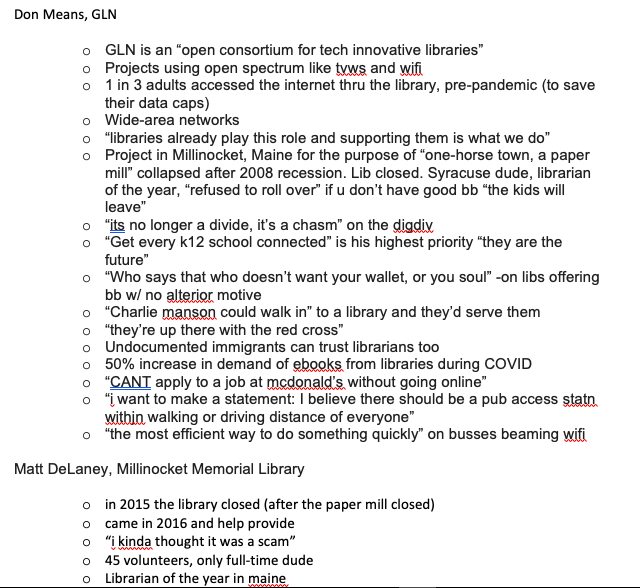 Don Means, GLN
o GLN is an “open consortium for tech innovative libraries”
o Projects using open spectrum like tvws and wifi
o 1 in 3 adults accessed the internet thru the library, pre-pandemic (to save
their data caps)
o Wide-area networks
o “libraries already play this role and supporting them is what we do”
o Project in Millinocket, Maine for the purpose of “one-horse town, a paper
mill” collapsed after 2008 recession. Lib closed. Syracuse dude, librarian
of the year, “refused to roll over” if u don’t have good bb “the kids will
leave”
o “its no longer a divide, it’s a chasm” on the digdiv
o “Get every k12 school connected” is his highest priority “they are the
future”
o “Who says that who doesn’t want your wallet, or you soul” -on libs offering
bb w/ no alterior motive
o “Charlie manson could walk in” to a library and they’d serve them
o “they’re up there with the red cross”
o Undocumented immigrants can trust librarians too
o 50% increase in demand of ebooks from libraries during COVID
o “CANT apply to a job at mcdonald’s without going online”
o “i want to make a statement: I believe there should be a pub access statn
within walking or driving distance of everyone”
o “the most efficient way to do something quickly” on busses beaming wifi
Matt DeLaney, Millinocket Memorial Library
o in 2015 the library closed (after the paper mill closed)
o came in 2016 and help provide
o “i kinda thought it was a scam”
o 45 volunteers, only full-time dude
o Librarian of the year in maine